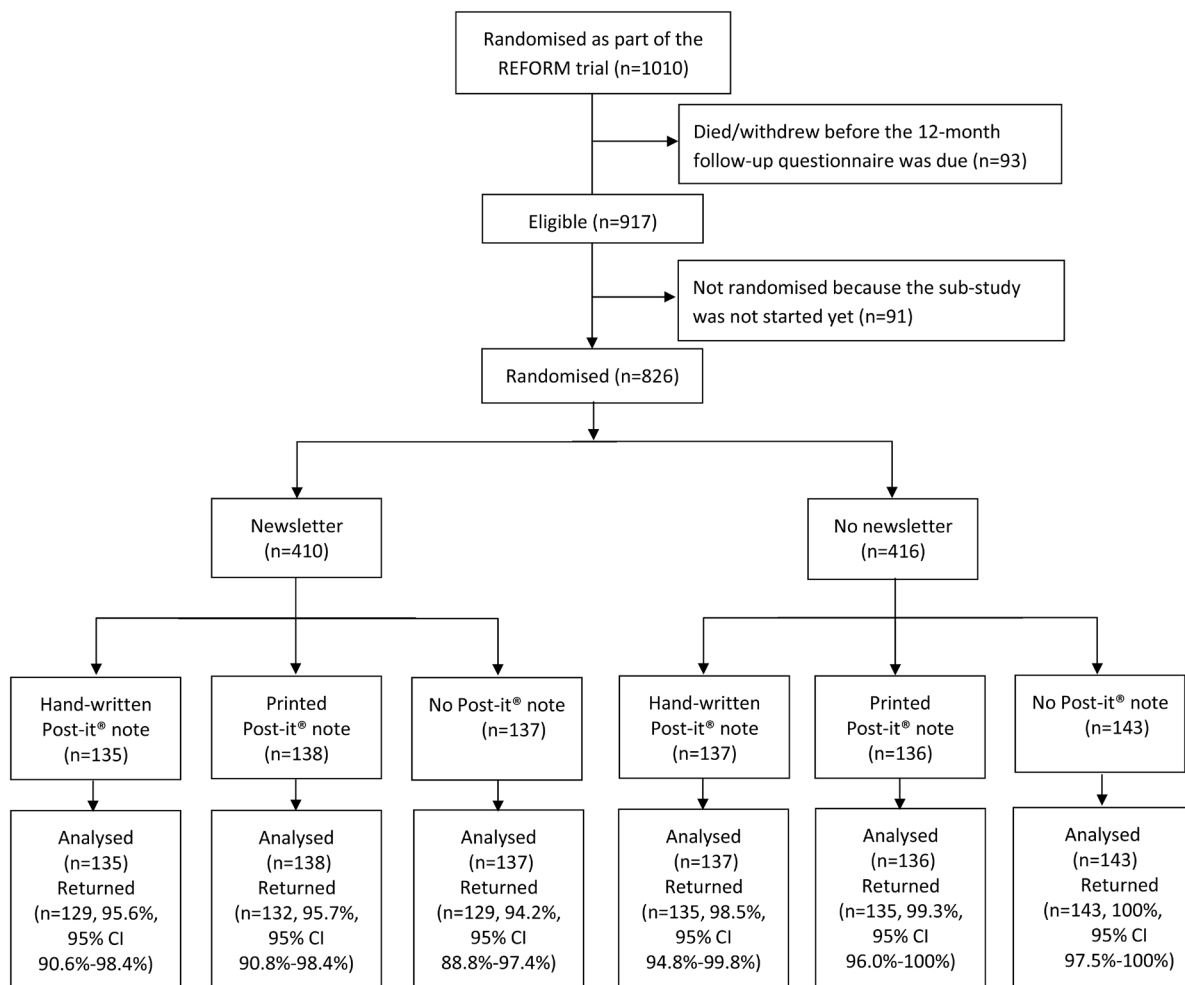 Randomised as part of the
REFORM trial (n=1010)
Died/withdrew before the 12-month
follow-up questionnaire was due (n=93)
Eligible (n=917)
Not randomised because the sub-study
was not started yet (n=91)
Randomised (n=826)
Newsletter
(n=410)
No newsletter
(n=416)
Hand-written
Post-it® note
(n=135)
Printed
Post-it® note
(n=138)
No Post-it® note
(n=137)
Hand-written
Post-it® note
(n=137)
Printed
Post-it® note
(n=136)
No Post-it® note
(n=143)
Analysed
(n=135)
Returned
(n=129, 95.6%,
95% CI
90.6%-98.4%)
Analysed
(n=138)
Returned
(n=132, 95.7%,
95% CI
90.8%-98.4%)
Analysed
(n=137)
Returned
(n=129, 94.2%,
95% CI
88.8%-97.4%)
Analysed
(n=137)
Returned
(n=135, 98.5%,
95% CI
94.8%-99.8%)
Analysed
(n=136)
Returned
(n=135, 99.3%,
95% CI
96.0%-100%)
Analysed
(n=143)
Returned
(n=143, 100%,
95% CI
97.5%-100%)